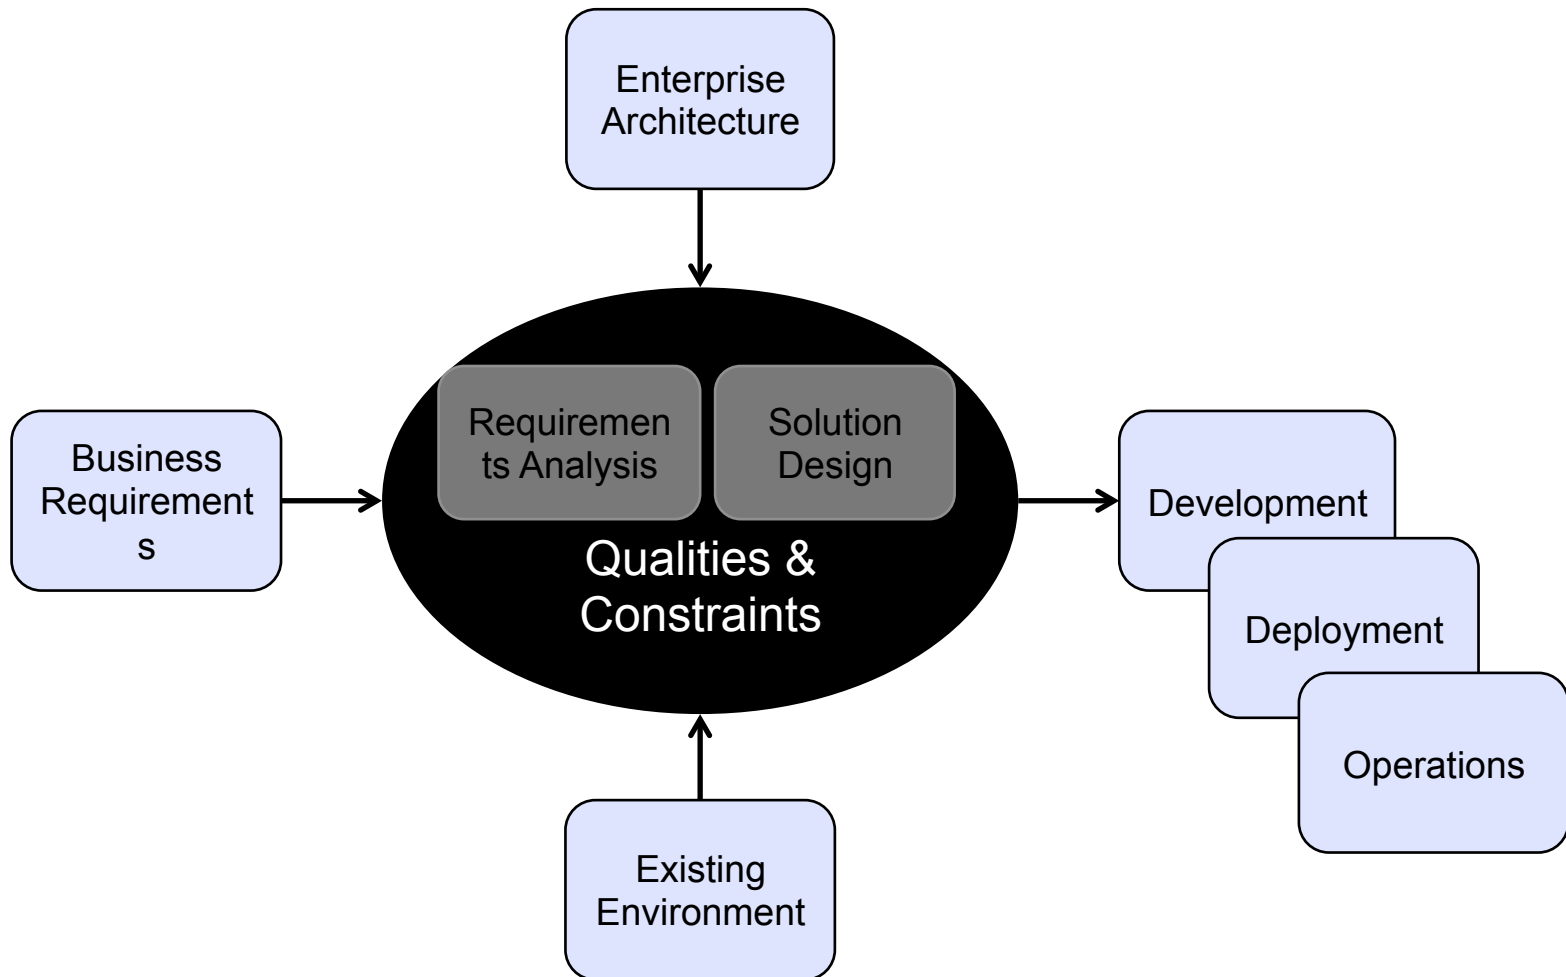 Enterprise
Architecture
Business
Requirement
s
Requiremen
ts Analysis
Solution
Design
Qualities &
Constraints
Development
Deployment
Operations
Existing
Environment